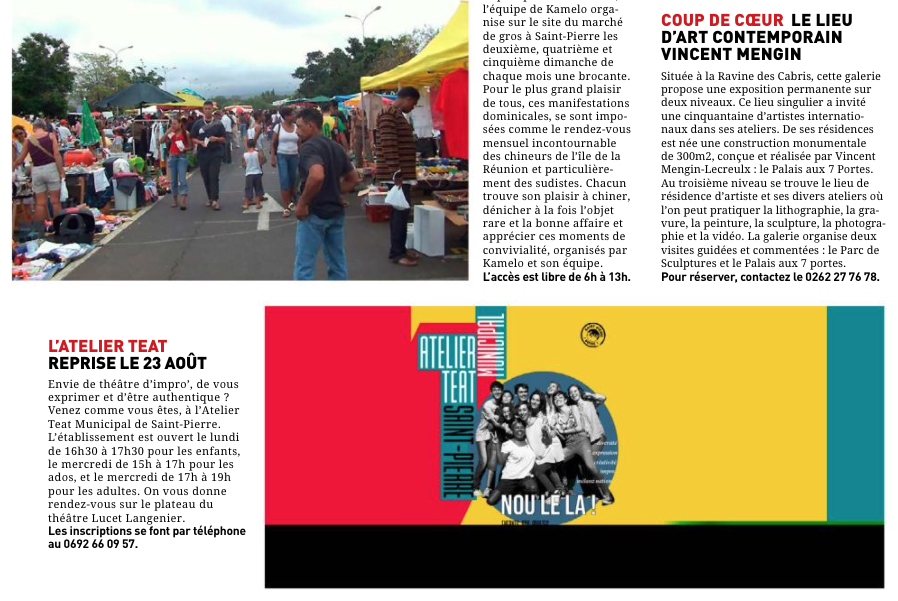 l'équipe de Kamelo orga-
nise sur le site du marché
de gros à Saint-Pierre les
deuxième, quatrième et
cinquième dimanche de
chaque mois une brocante.
Pour le plus grand plaisir
de tous, ces manifestations
dominicales, se sont impo-
sées comme le rendez-vous
mensuel incontournable
des chineurs de l'île de la
Réunion et particulière-
ment des sudistes. Chacun
trouve son plaisir à chiner,
dénicher à la fois l'objet
rare et la bonne affaire et
apprécier ces moments de
convivialité, organisés par
Kamelo et son équipe.
L'accès est libre de 6h à 13h.
COUP DE CŒUR LE LIEU
D'ART CONTEMPORAIN
VINCENT MENGIN
Située à la Ravine des Cabris, cette galerie
propose une exposition permanente sur
deux niveaux. Ce lieu singulier a invité
une cinquantaine d'artistes internatio-
naux dans ses ateliers. De ses résidences
est née une construction monumentale
de 300m2, conçue et réalisée par Vincent
Mengin-Lecreulx : le Palais aux 7 Portes.
Au troisième niveau se trouve le lieu de
résidence d'artiste et ses divers ateliers où
l'on peut pratiquer la lithographie, la gra-
vure, la peinture, la sculpture, la photogra-
phie et la vidéo. La galerie organise deux
visites guidées et commentées : le Parc de
Sculptures et le Palais aux 7 portes.
Pour réserver, contactez le 0262 27 76 78.
L'ATELIER TEAT
REPRISE LE 23 AOÛT
Envie de théâtre d'impro', de vous
exprimer et d'être authentique ?
Venez comme vous êtes, à l'Atelier
Teat Municipal de Saint-Pierre.
L'établissement est ouvert le lundi
de 16h30 à 17h30 pour les enfants,
le mercredi de 15h à 17h pour les
ados, et le mercredi de 17h à 19h
pour les adultes. On vous donne
rendez-vous sur le plateau du
théâtre Lucet Langenier.
Les inscriptions se font par téléphone
au 0692 66 09 57.
ATELIER
TEAT
MUNICIPAL
SAINT-PIERRE
diversité
expression
créativité
impro
NOU LÉ LA !